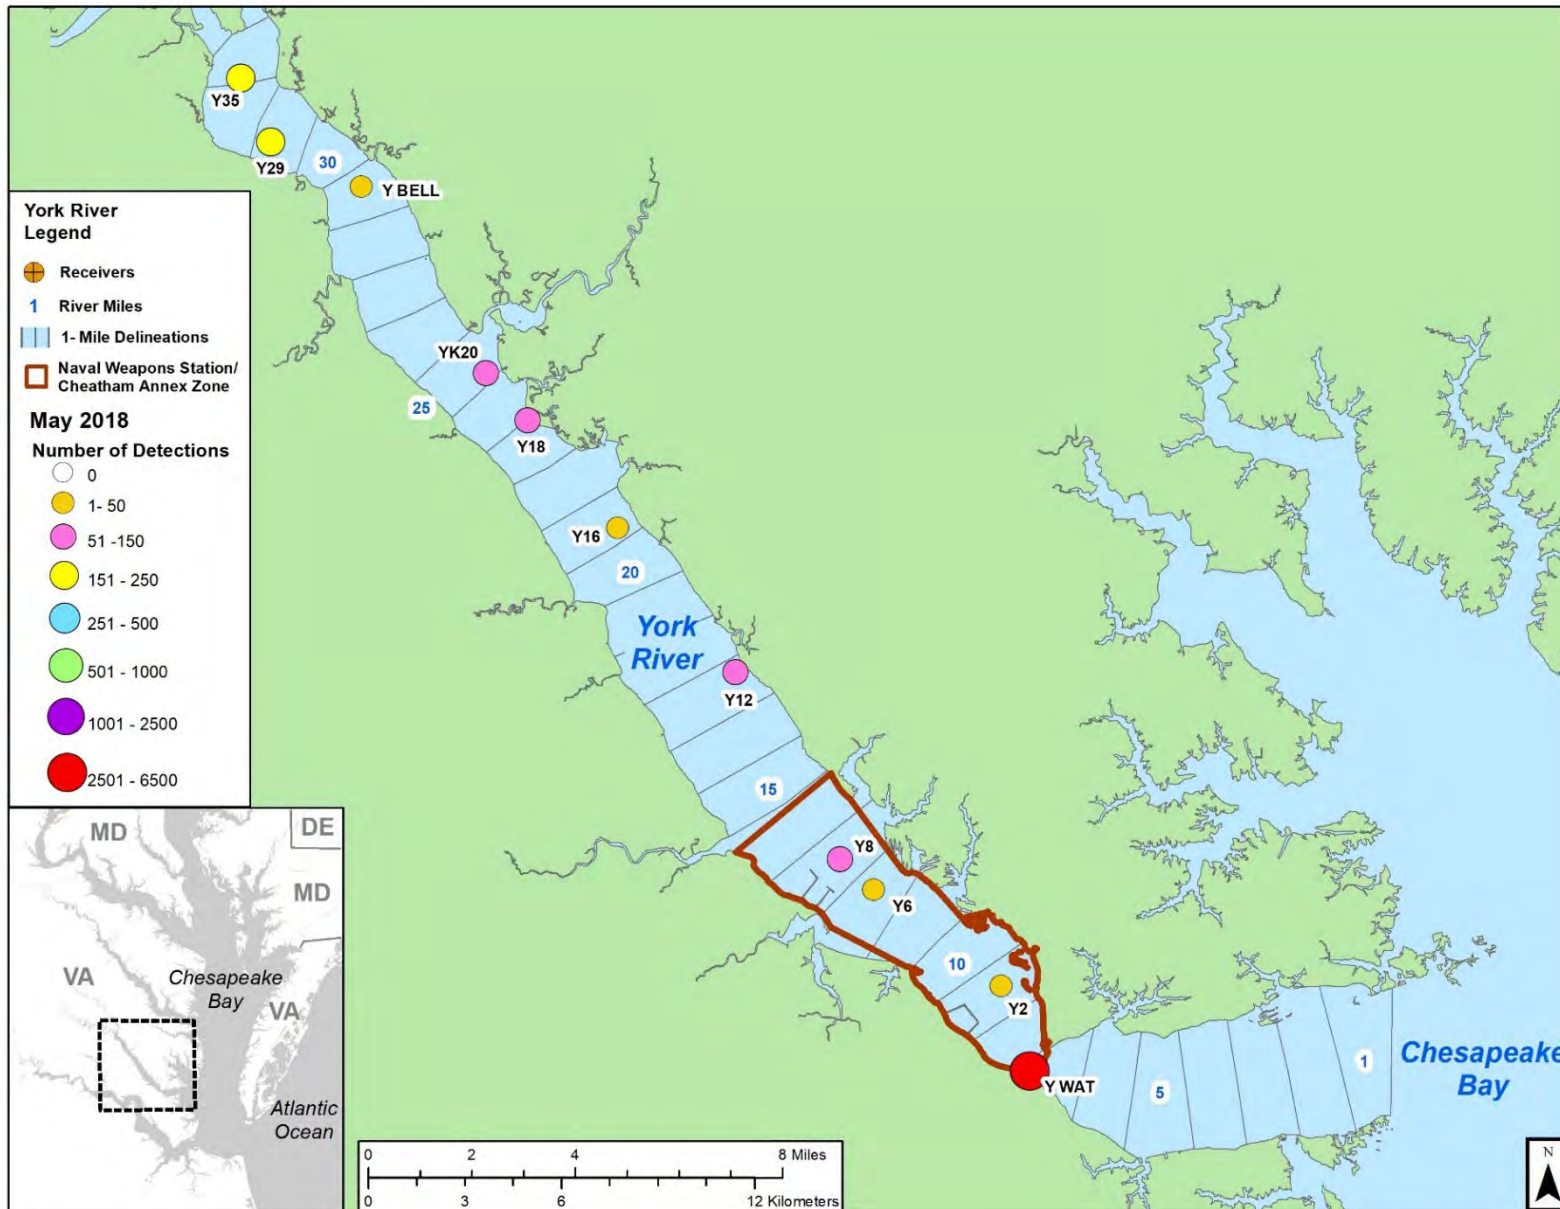 Y35
Y29
30
Y BELL
YK20
25
Y18
Y16
20
York
River
Y12
15
Y8
Y6
10
Y2
Y WAT
5
1
Chesapeake
Bay
York River
Legend
Receivers
1 River Miles
1- Mile Delineations
Naval Weapons Station/
Cheatham Annex Zone
May 2018
Number of Detections
0
1- 50
51 -150
151 - 250
251 - 500
501 - 1000
1001 - 2500
2501 - 6500
MD
DE
MD
VA
Chesapeake
Bay
VA
Atlantic
Ocean
0 2 4 8 Miles
0 3 6 12 Kilometers
N